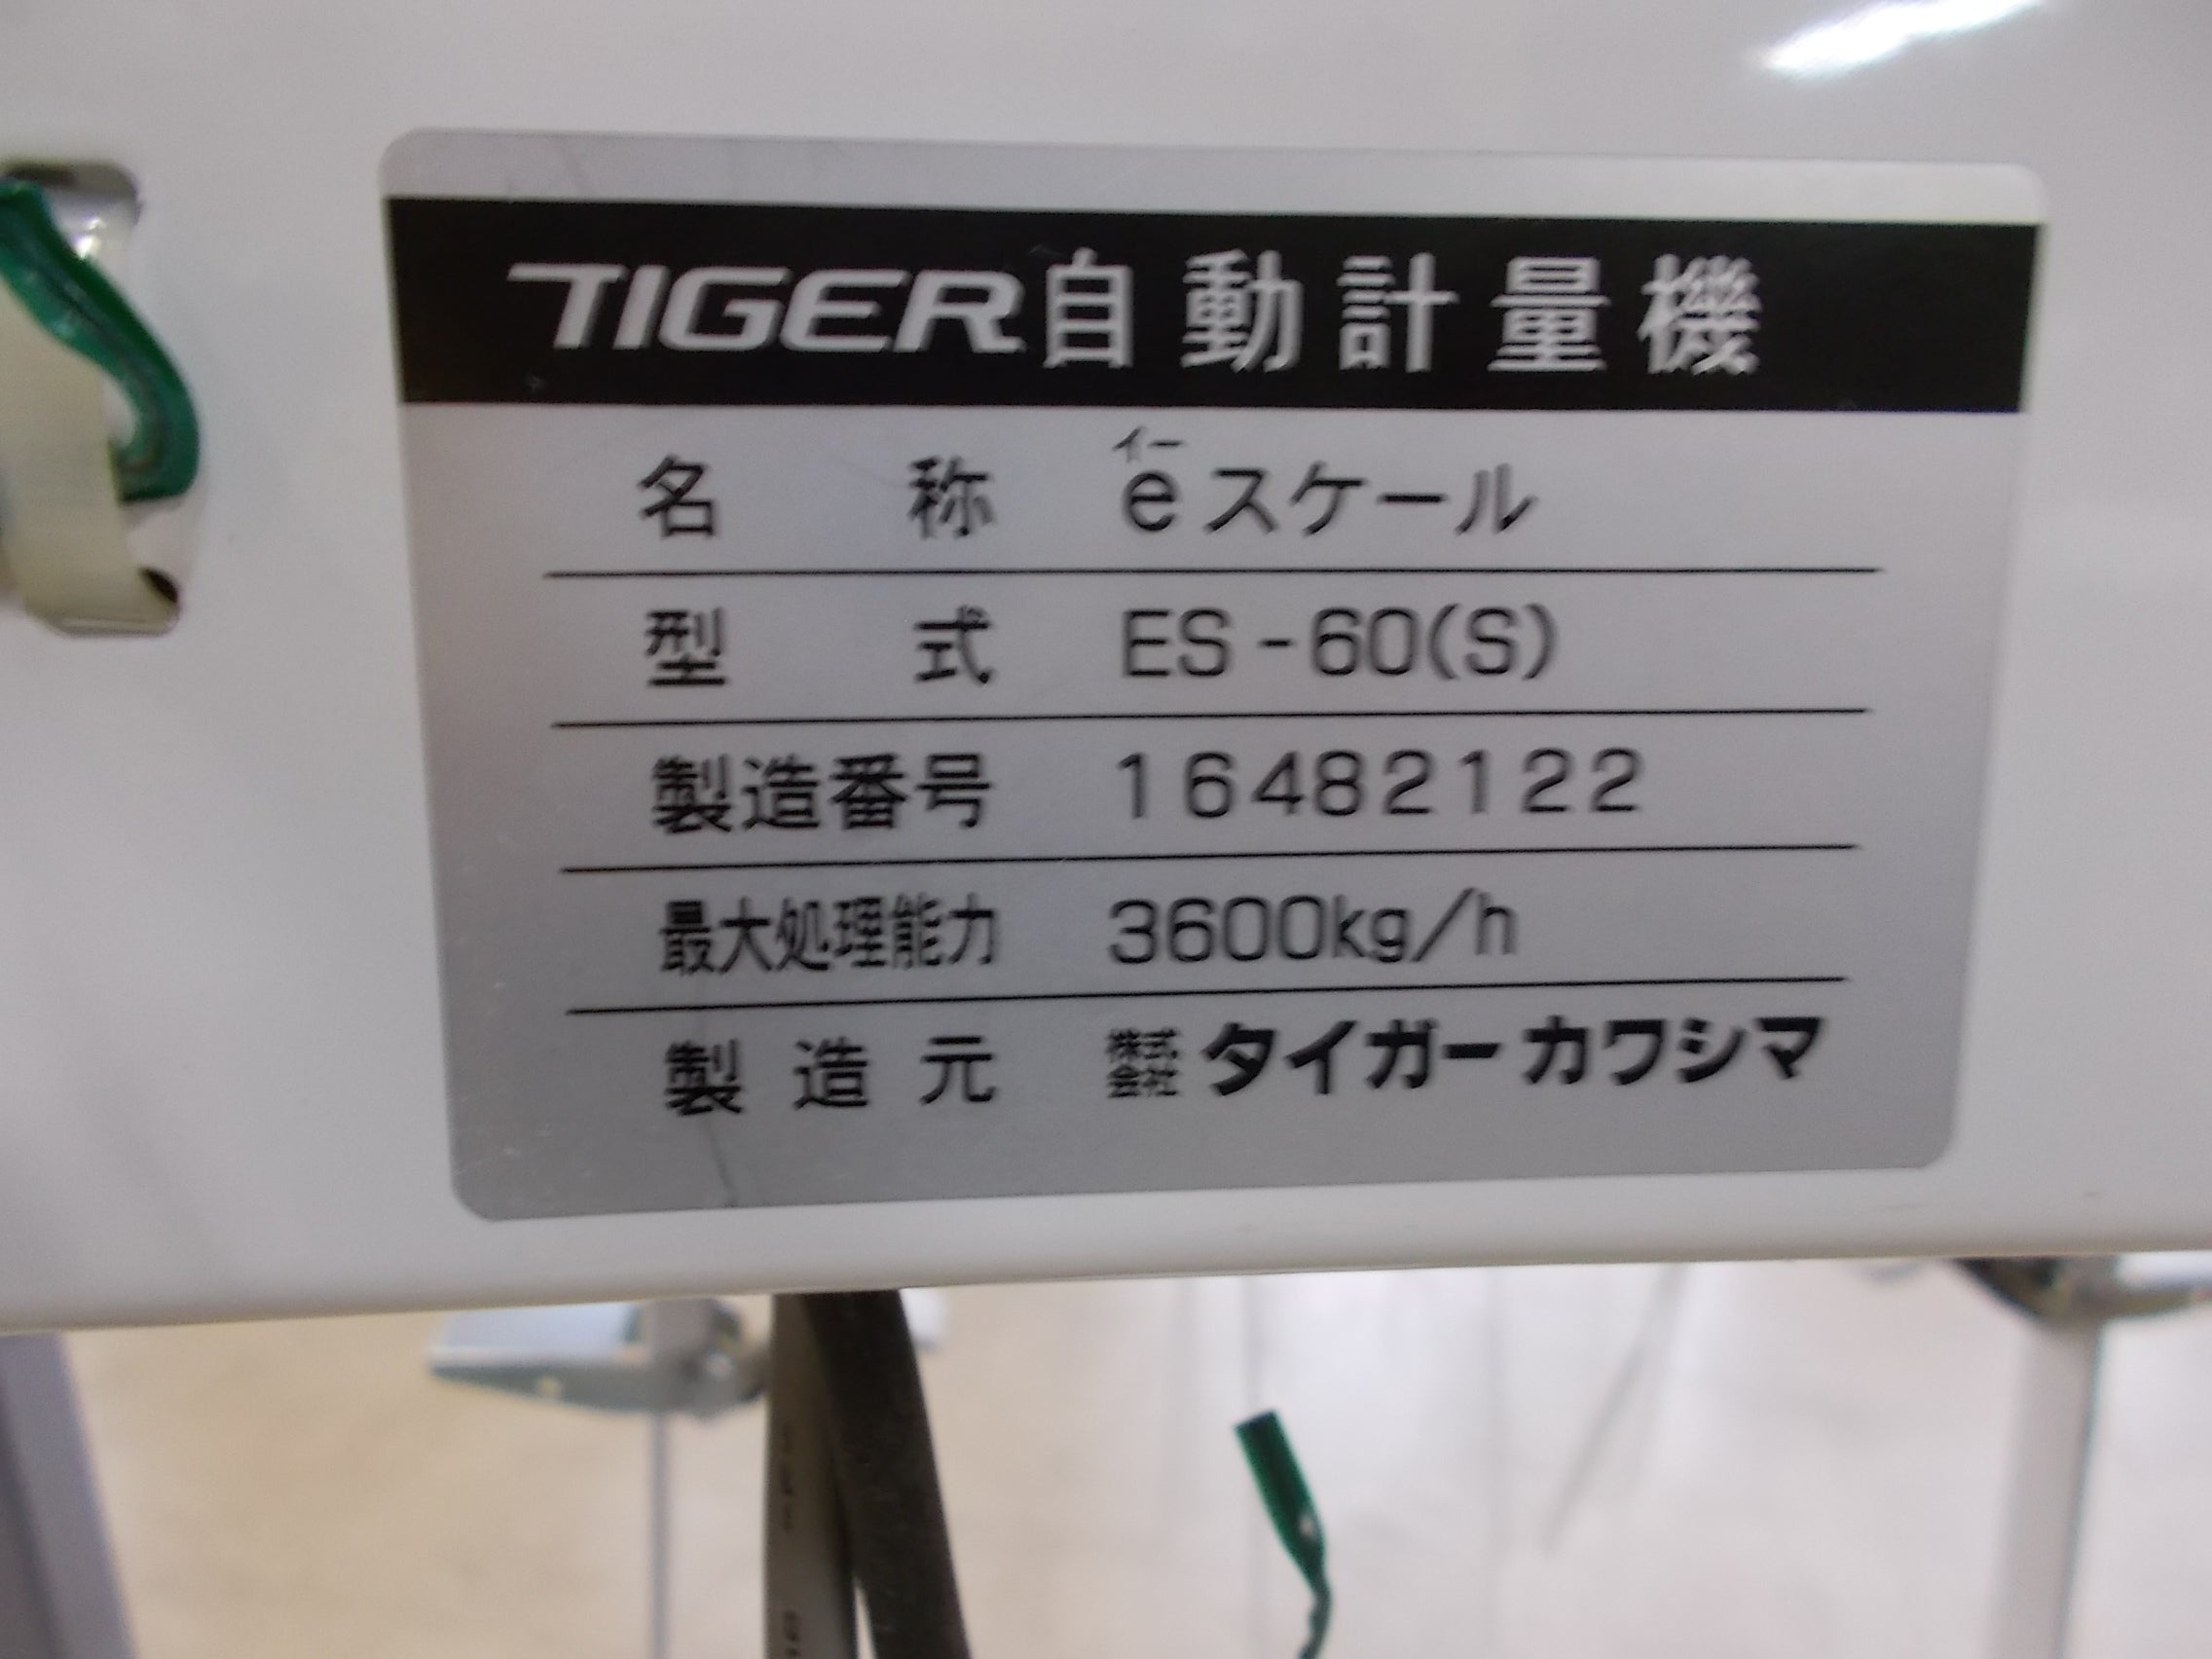 TIGER自動計量機
イー
名称 eスケール
型式 ES-60(S)
製造番号 16482122
最大処理能力 3600kg/h
製造元 株式会社 タイガーカワシマ